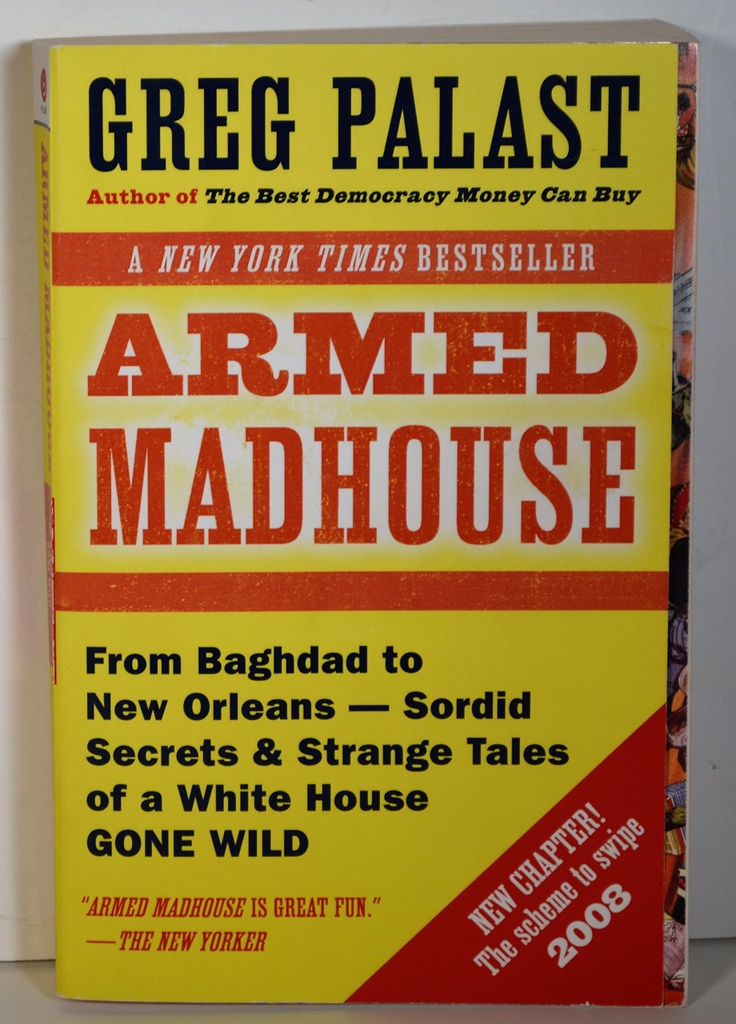 GREG PALAST
Author of The Best Democracy Money Can Buy
A NEW YORK TIMES BESTSELLER
ARMED
MADHOUSE
From Baghdad to
New Orleans — Sordid
Secrets & Strange Tales
of a White House
GONE WILD
"ARMED MADHOUSE IS GREAT FUN."
—THE NEW YORKER
NEW CHAPTER!
The scheme to swipe
2008
ARMED MADHOUSE